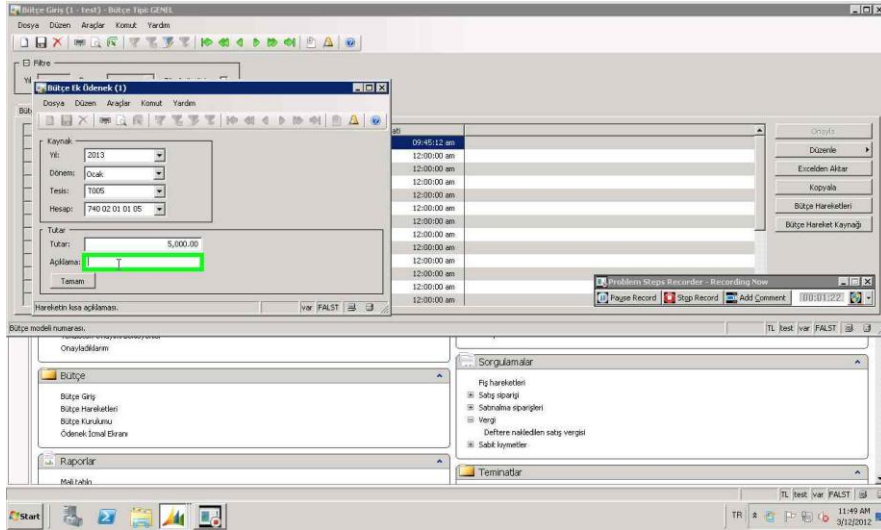 Bütçe Giriş (1 - test) - Bütçe Tipi: GENEL
Dosya Düzen Araçlar Komut Yardım
Filtre
Bütçe Ek Ödenek (1)
Dosya Düzen Araçlar Komut Yardım
Kaynak
Yıl: 2013
Dönem: Ocak
Tesis: T005
Hesap: 740 02 01 01 05
Tutar
Tutar: 5,000.00
Açıklama:
Tamam
Hareketin kısa açıklaması.
var FALST
09:45:12 am
12:00:00 am
12:00:00 am
12:00:00 am
12:00:00 am
12:00:00 am
12:00:00 am
12:00:00 am
12:00:00 am
12:00:00 am
12:00:00 am
12:00:00 am
12:00:00 am
Onayla
Düzenle
Excelden Aktar
Kopyala
Bütçe Hareketleri
Bütçe Hareket Kaynağı
Problem Steps Recorder - Recording Now
Pause Record Stop Record Add Comment 00:01:22
Bütçe modeli numarası.
TL test var FALST
Onayladıklarım
Bütçe
Bütçe Giriş
Bütçe Hareketleri
Bütçe Kurulumu
Ödenek İcmal Ekranı
Raporlar
Mali tablo
Sorgulamalar
Fiş hareketleri
Satış siparişi
Satınalma siparişleri
Vergi
Deftere nakledilen satış vergisi
Sabit kıymetler
Teminatlar
TL test var FALST
Start
TR
11:49 AM
3/12/2012